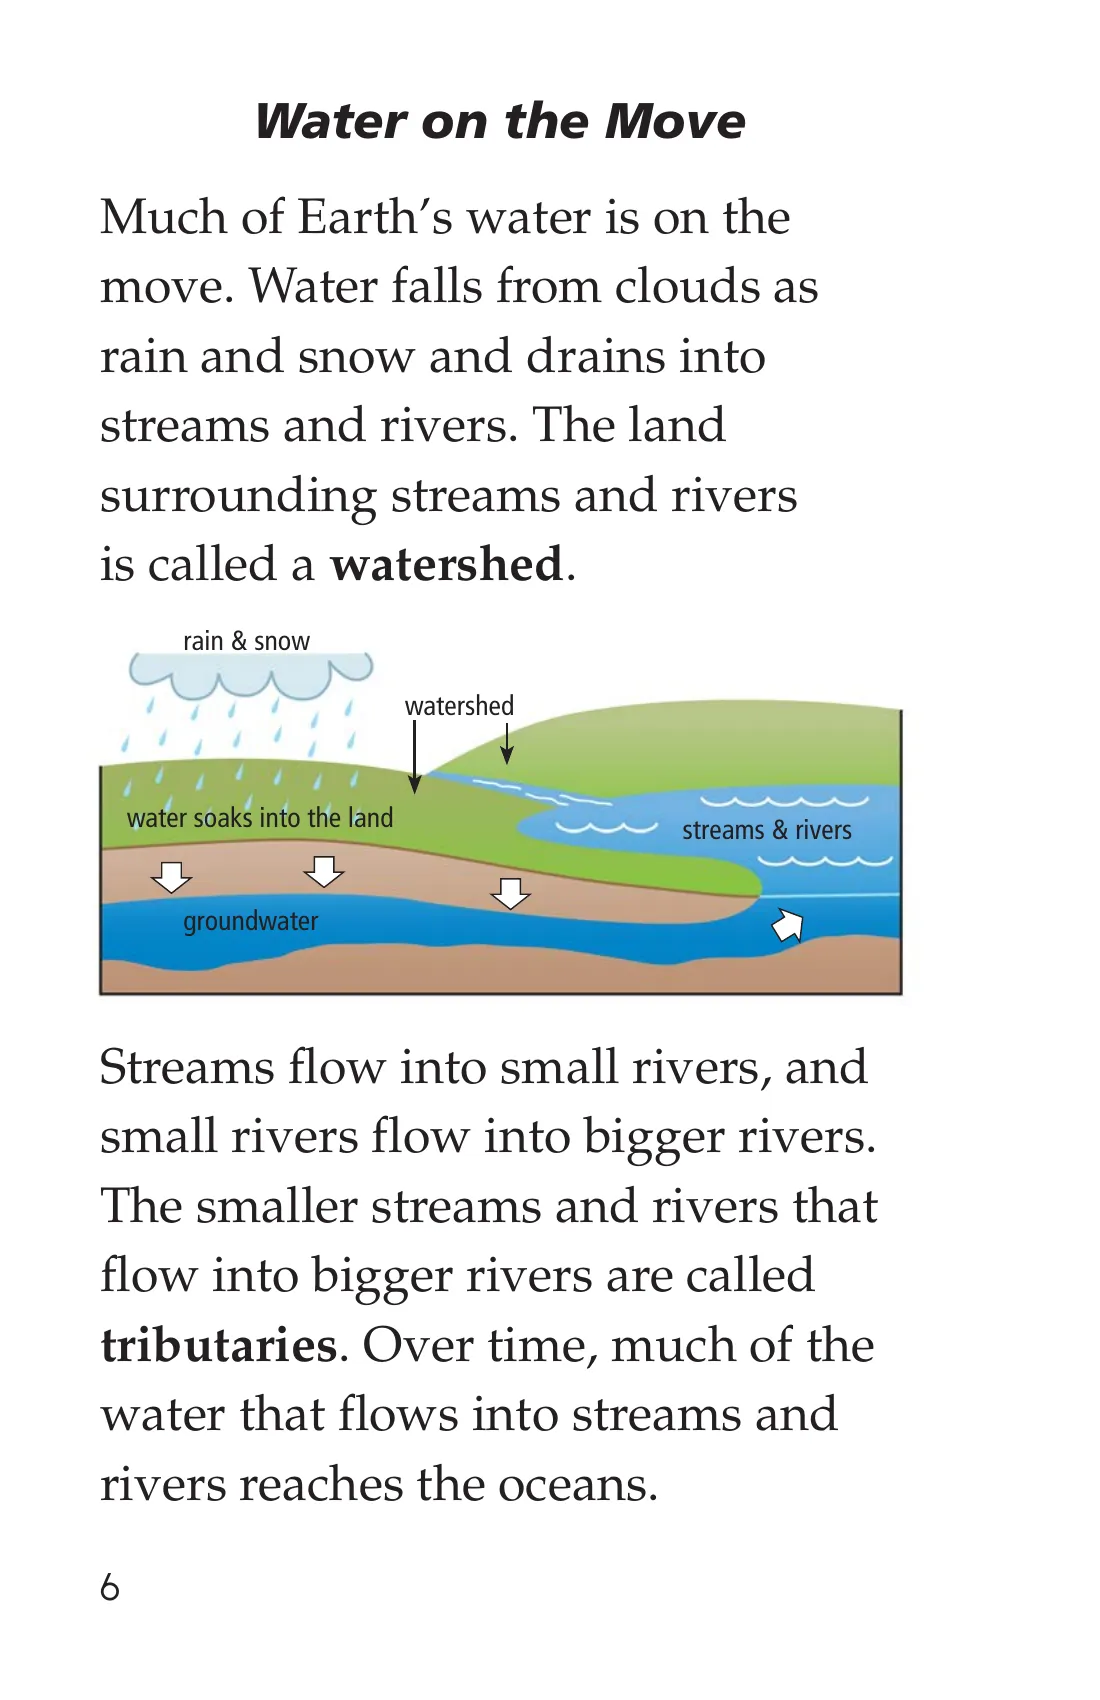 Water on the Move
Much of Earth’s water is on the
move. Water falls from clouds as
rain and snow and drains into
streams and rivers. The land
surrounding streams and rivers
is called a watershed.
rain & snow
watershed
water soaks into the land
streams & rivers
groundwater
Streams flow into small rivers, and
small rivers flow into bigger rivers.
The smaller streams and rivers that
flow into bigger rivers are called
tributaries. Over time, much of the
water that flows into streams and
rivers reaches the oceans.
6